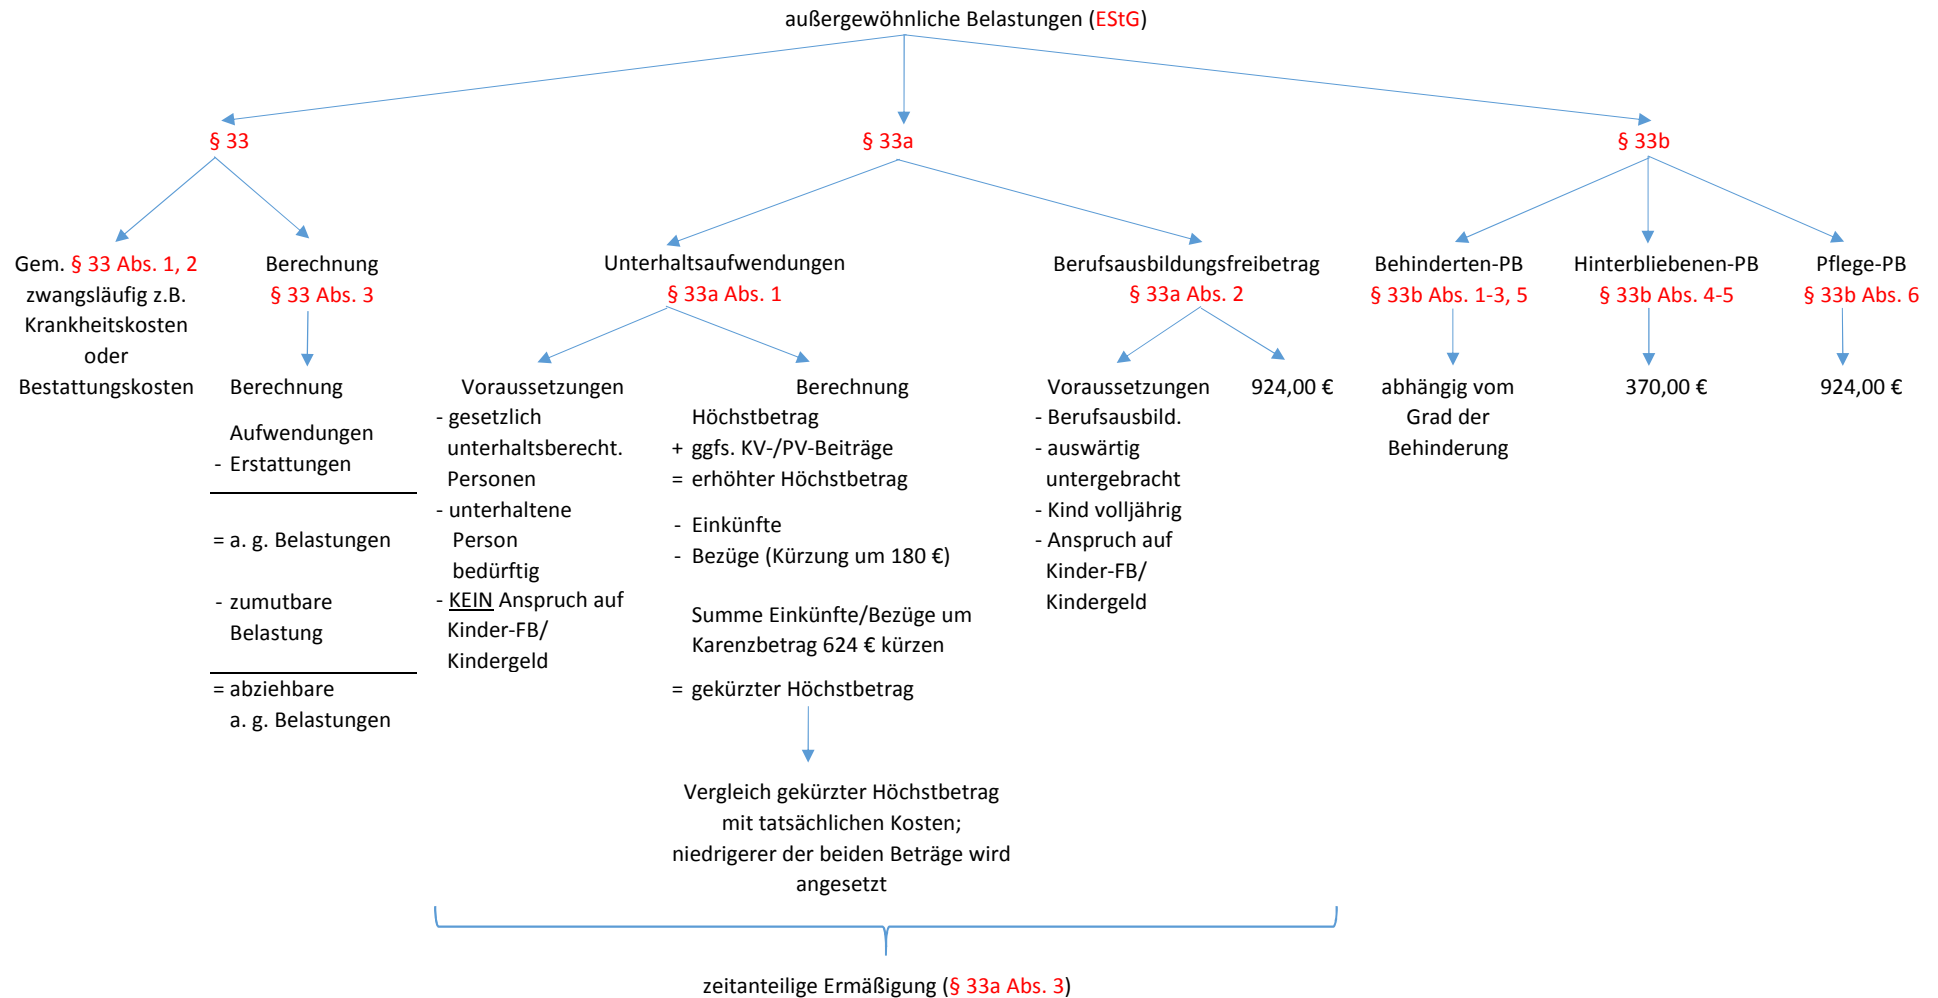 außergewöhnliche Belastungen (EStG)
§ 33
§ 33a
§ 33b
Gem. § 33 Abs. 1, 2
zwangsläufig z.B.
Krankheitskosten
oder
Bestattungskosten
Berechnung
§ 33 Abs. 3
Berechnung
Aufwendungen
- Erstattungen
= a. g. Belastungen
- zumutbare
Belastung
= abziehbare
a. g. Belastungen
Unterhaltsaufwendungen
§ 33a Abs. 1
Voraussetzungen
- gesetzlich
unterhaltsberecht.
Personen
- unterhaltene
Person
bedürftig
- KEIN Anspruch auf
Kinder-FB/
Kindergeld
Berechnung
Höchstbetrag
+ ggfs. KV-/PV-Beiträge
= erhöhter Höchstbetrag
- Einkünfte
- Bezüge (Kürzung um 180 €)
Summe Einkünfte/Bezüge um
Karenzbetrag 624 € kürzen
= gekürzter Höchstbetrag
Vergleich gekürzter Höchstbetrag
mit tatsächlichen Kosten;
niedrigerer der beiden Beträge wird
angesetzt
Berufsausbildungsfreibetrag
§ 33a Abs. 2
Voraussetzungen
- Berufsausbild.
- auswärtig
untergebracht
- Kind volljährig
- Anspruch auf
Kinder-FB/
Kindergeld
924,00 €
zeitanteilige Ermäßigung (§ 33a Abs. 3)
Behinderten-PB
§ 33b Abs. 1-3, 5
abhängig vom
Grad der
Behinderung
Hinterbliebenen-PB
§ 33b Abs. 4-5
370,00 €
Pflege-PB
§ 33b Abs. 6
924,00 €